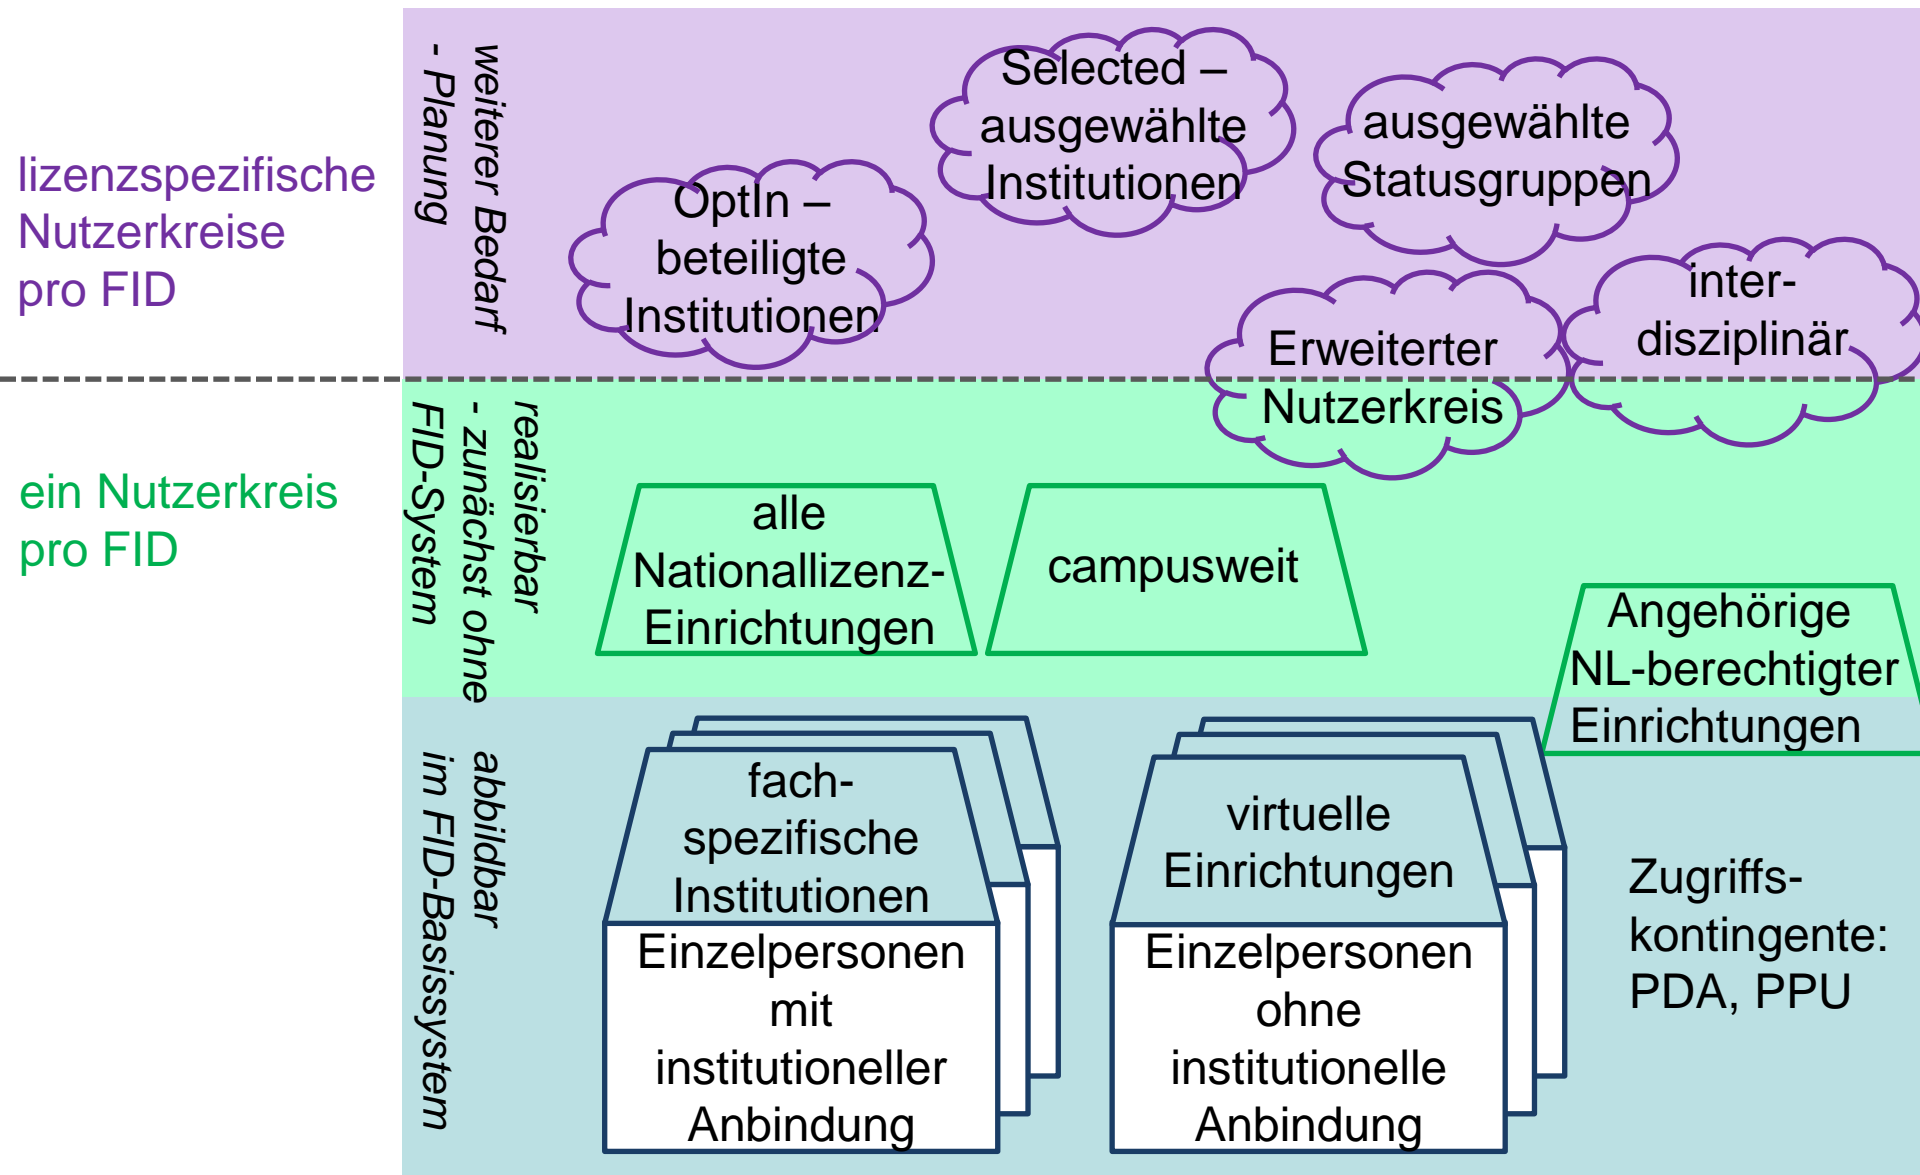 lizenzspezifische
Nutzerkreise
pro FID
weiterer Bedarf
- Planung
OptIn –
beteiligte
Institutionen
Selected –
ausgewählte
Institutionen
ausgewählte
Statusgruppen
Erweiterter
Nutzerkreis
inter-
disziplinär
ein Nutzerkreis
pro FID
realisierbar
- zunächst ohne
FID-System
alle
Nationallizenz-
Einrichtungen
campusweit
Angehörige
NL-berechtigter
Einrichtungen
abbildbar
im FID-Basissystem
fach-
spezifische
Institutionen
Einzelpersonen
mit
institutioneller
Anbindung
virtuelle
Einrichtungen
Einzelpersonen
ohne
institutionelle
Anbindung
Zugriffs-
kontingente:
PDA, PPU